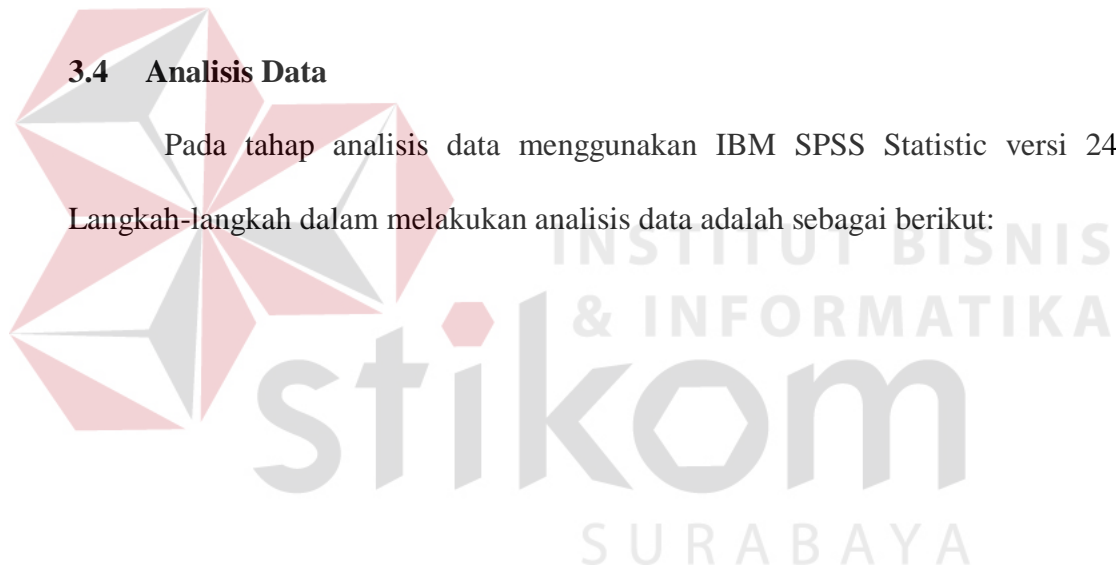 3.4 Analisis Data
Pada tahap analisis data menggunakan IBM SPSS Statistic versi 24
Langkah-langkah dalam melakukan analisis data adalah sebagai berikut:
INSTITUT BISNIS
& INFORMATIKA
stikom
SURABAYA